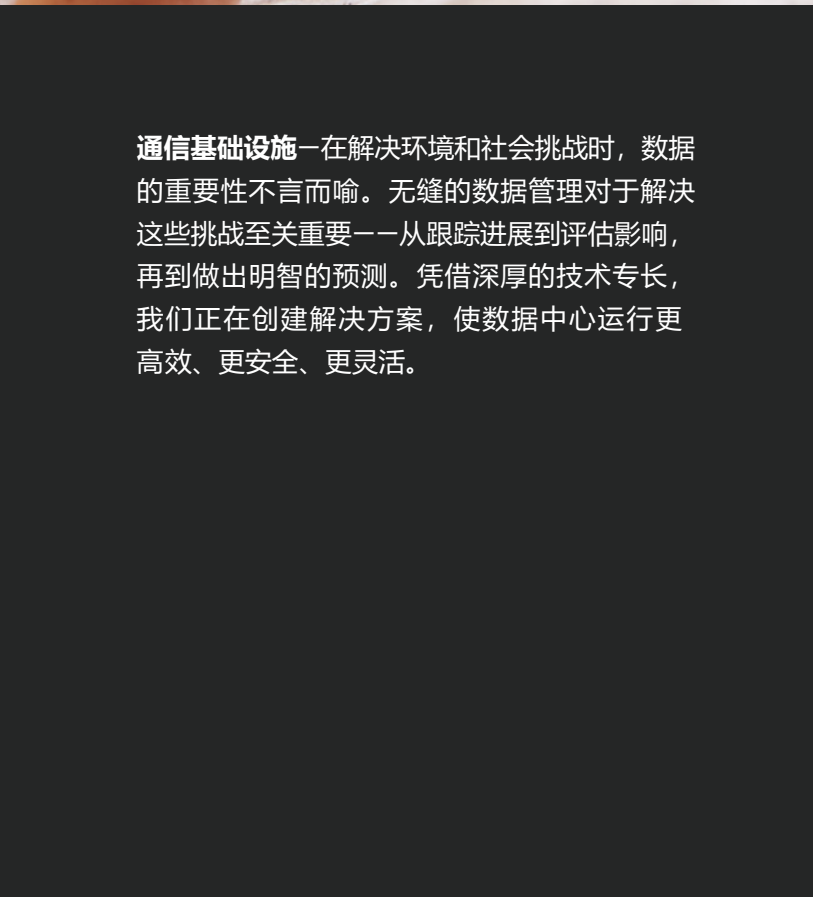 通信基础设施—在解决环境和社会挑战时，数据
的重要性不言而喻。无缝的数据管理对于解决
这些挑战至关重要——从跟踪进展到评估影响，
再到做出明智的预测。凭借深厚的技术专长，
我们正在创建解决方案，使数据中心运行更
高效、更安全、更灵活。